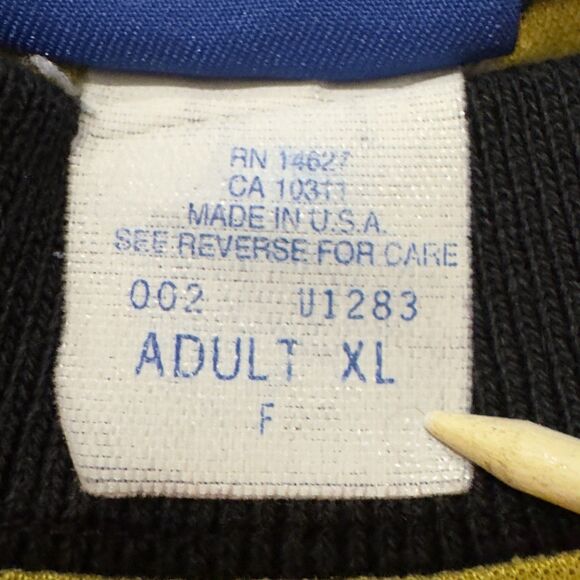 RN 14627
CA 10311
MADE IN U.S.A.
SEE REVERSE FOR CARE
002 U1283
ADULT XL
F